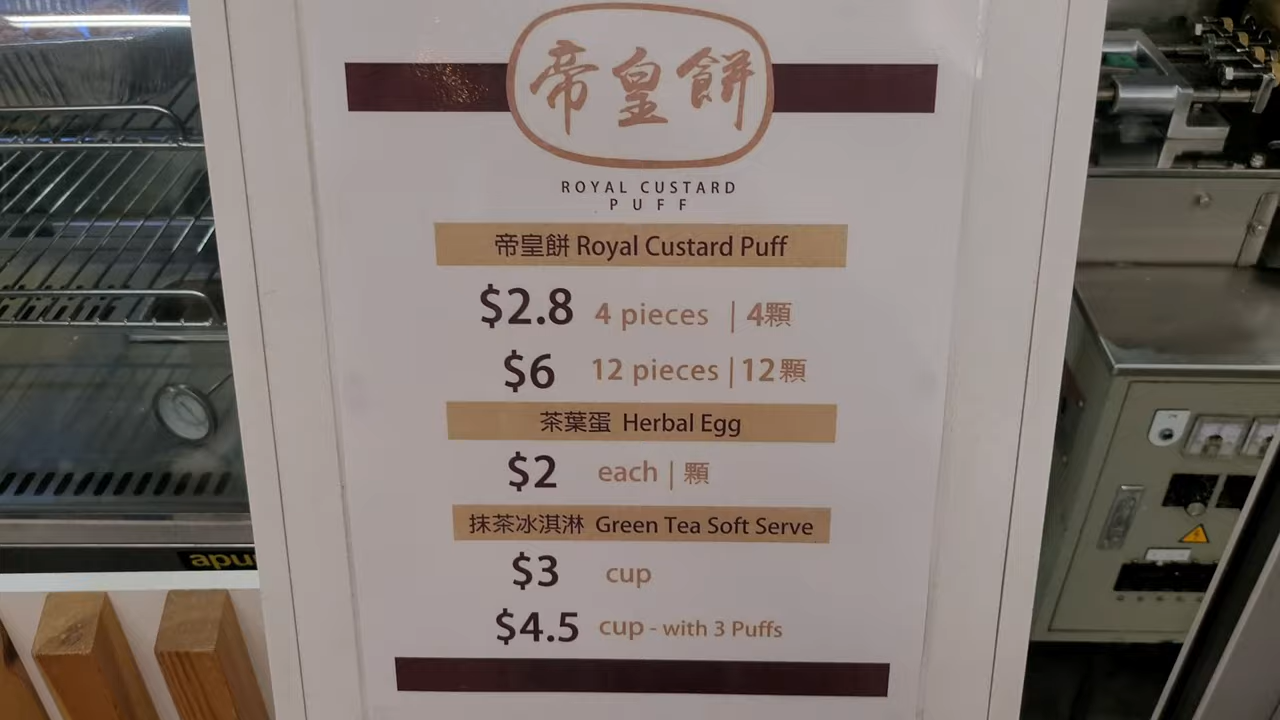 帝皇餅
ROYAL CUSTARD
PUFF
帝皇餅 Royal Custard Puff
$2.8 4 pieces | 4顆
$6 12 pieces | 12顆
茶葉蛋 Herbal Egg
$2 each | 顆
抹茶冰淇淋 Green Tea Soft Serve
$3 cup
$4.5 cup - with 3 Puffs
apu